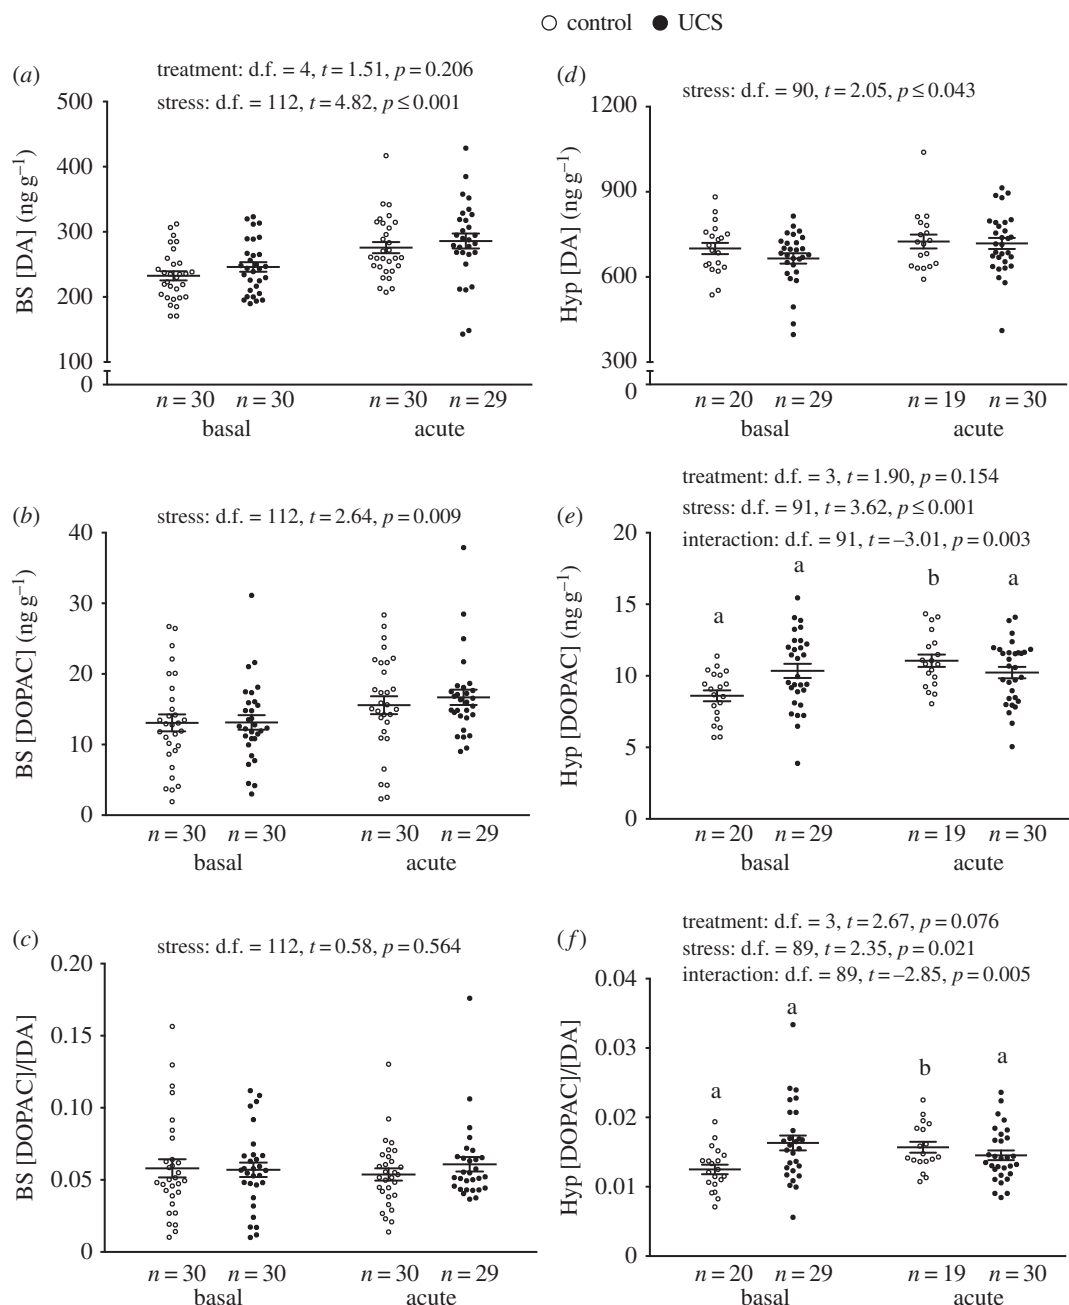 control UCS
(a)
treatment: d.f. = 4, t = 1.51, p = 0.206
stress: d.f. = 112, t = 4.82, p ≤ 0.001
BS [DA] (ng g⁻¹)
500
400
300
200
100
0
n = 30 n = 30 n = 30 n = 29
basal acute
(d)
stress: d.f. = 90, t = 2.05, p ≤ 0.043
Hyp [DA] (ng g⁻¹)
1200
900
600
300
0
n = 20 n = 29 n = 19 n = 30
basal acute
(b)
stress: d.f. = 112, t = 2.64, p = 0.009
BS [DOPAC] (ng g⁻¹)
40
30
20
10
0
n = 30 n = 30 n = 30 n = 29
basal acute
(e)
treatment: d.f. = 3, t = 1.90, p = 0.154
stress: d.f. = 91, t = 3.62, p ≤ 0.001
interaction: d.f. = 91, t = –3.01, p = 0.003
Hyp [DOPAC] (ng g⁻¹)
20
15
10
5
0
a a b a
n = 20 n = 29 n = 19 n = 30
basal acute
(c)
stress: d.f. = 112, t = 0.58, p = 0.564
BS [DOPAC]/[DA]
0.20
0.15
0.10
0.05
0
n = 30 n = 30 n = 30 n = 29
basal acute
(f)
treatment: d.f. = 3, t = 2.67, p = 0.076
stress: d.f. = 89, t = 2.35, p = 0.021
interaction: d.f. = 89, t = –2.85, p = 0.005
Hyp [DOPAC]/[DA]
0.04
0.03
0.02
0.01
0
a a b a
n = 20 n = 29 n = 19 n = 30
basal acute